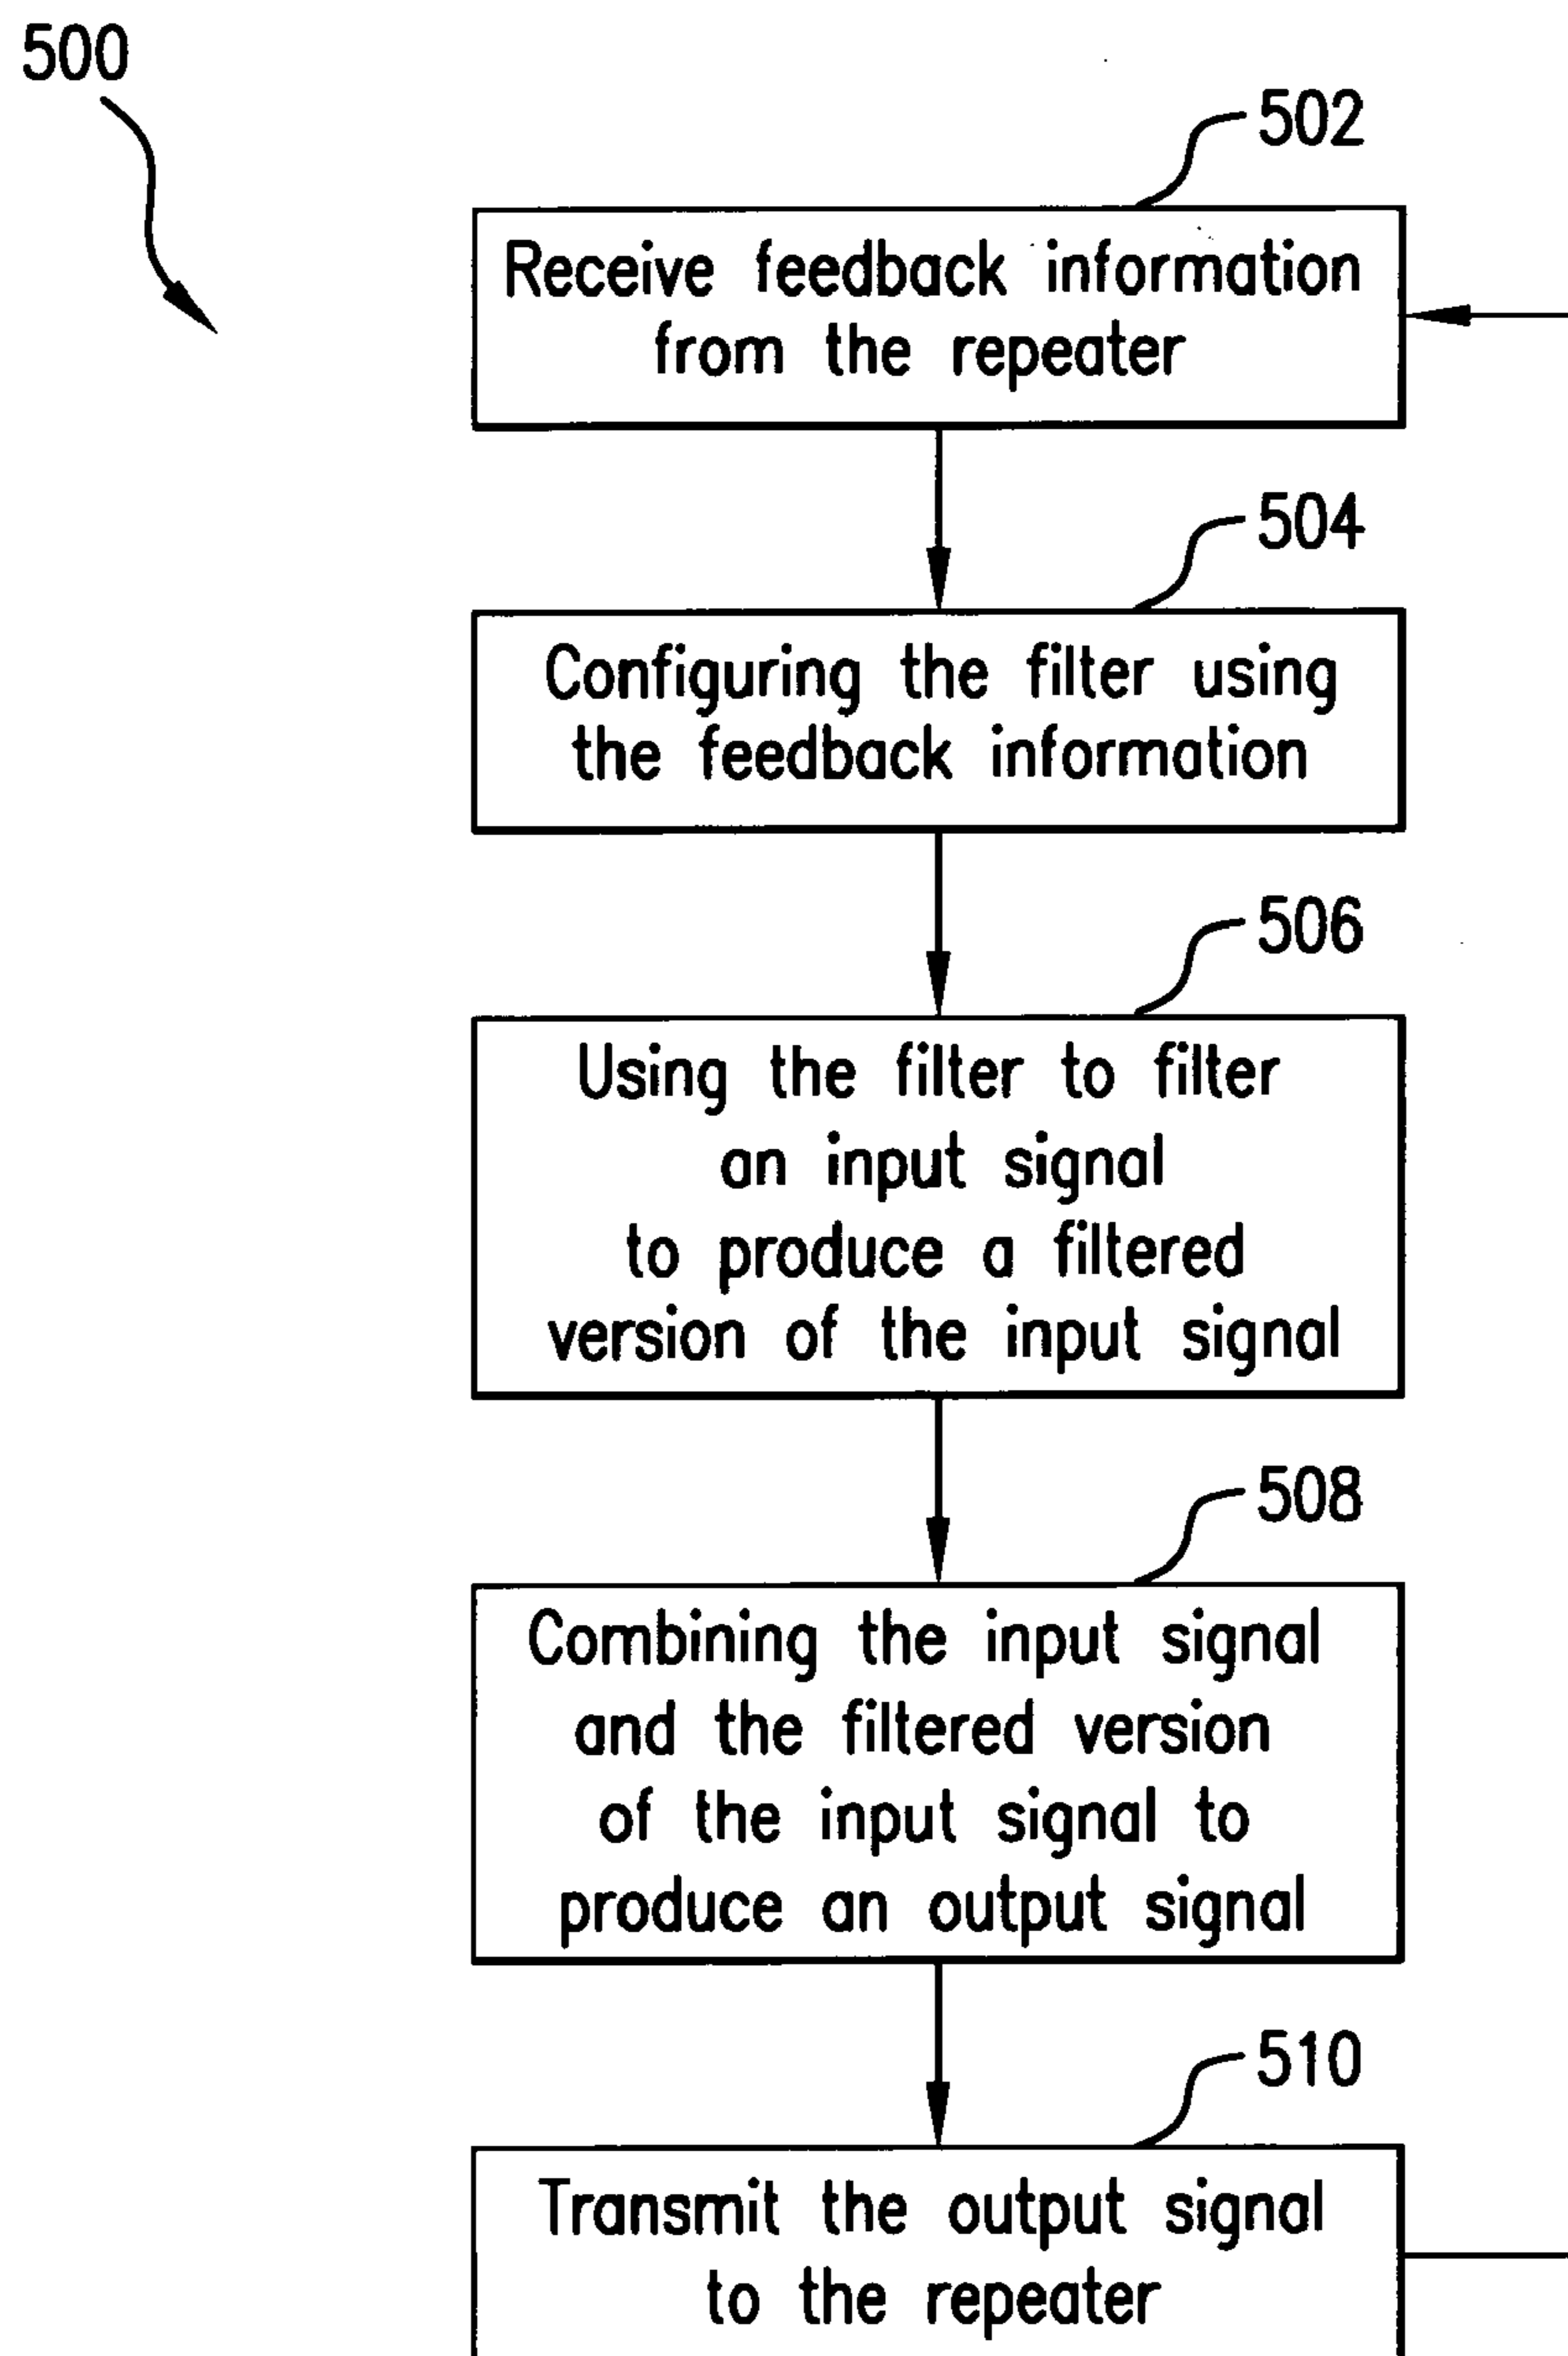 500
502
Receive feedback information
from the repeater
504
Configuring the filter using
the feedback information
506
Using the filter to filter
an input signal
to produce a filtered
version of the input signal
508
Combining the input signal
and the filtered version
of the input signal to
produce an output signal
510
Transmit the output signal
to the repeater